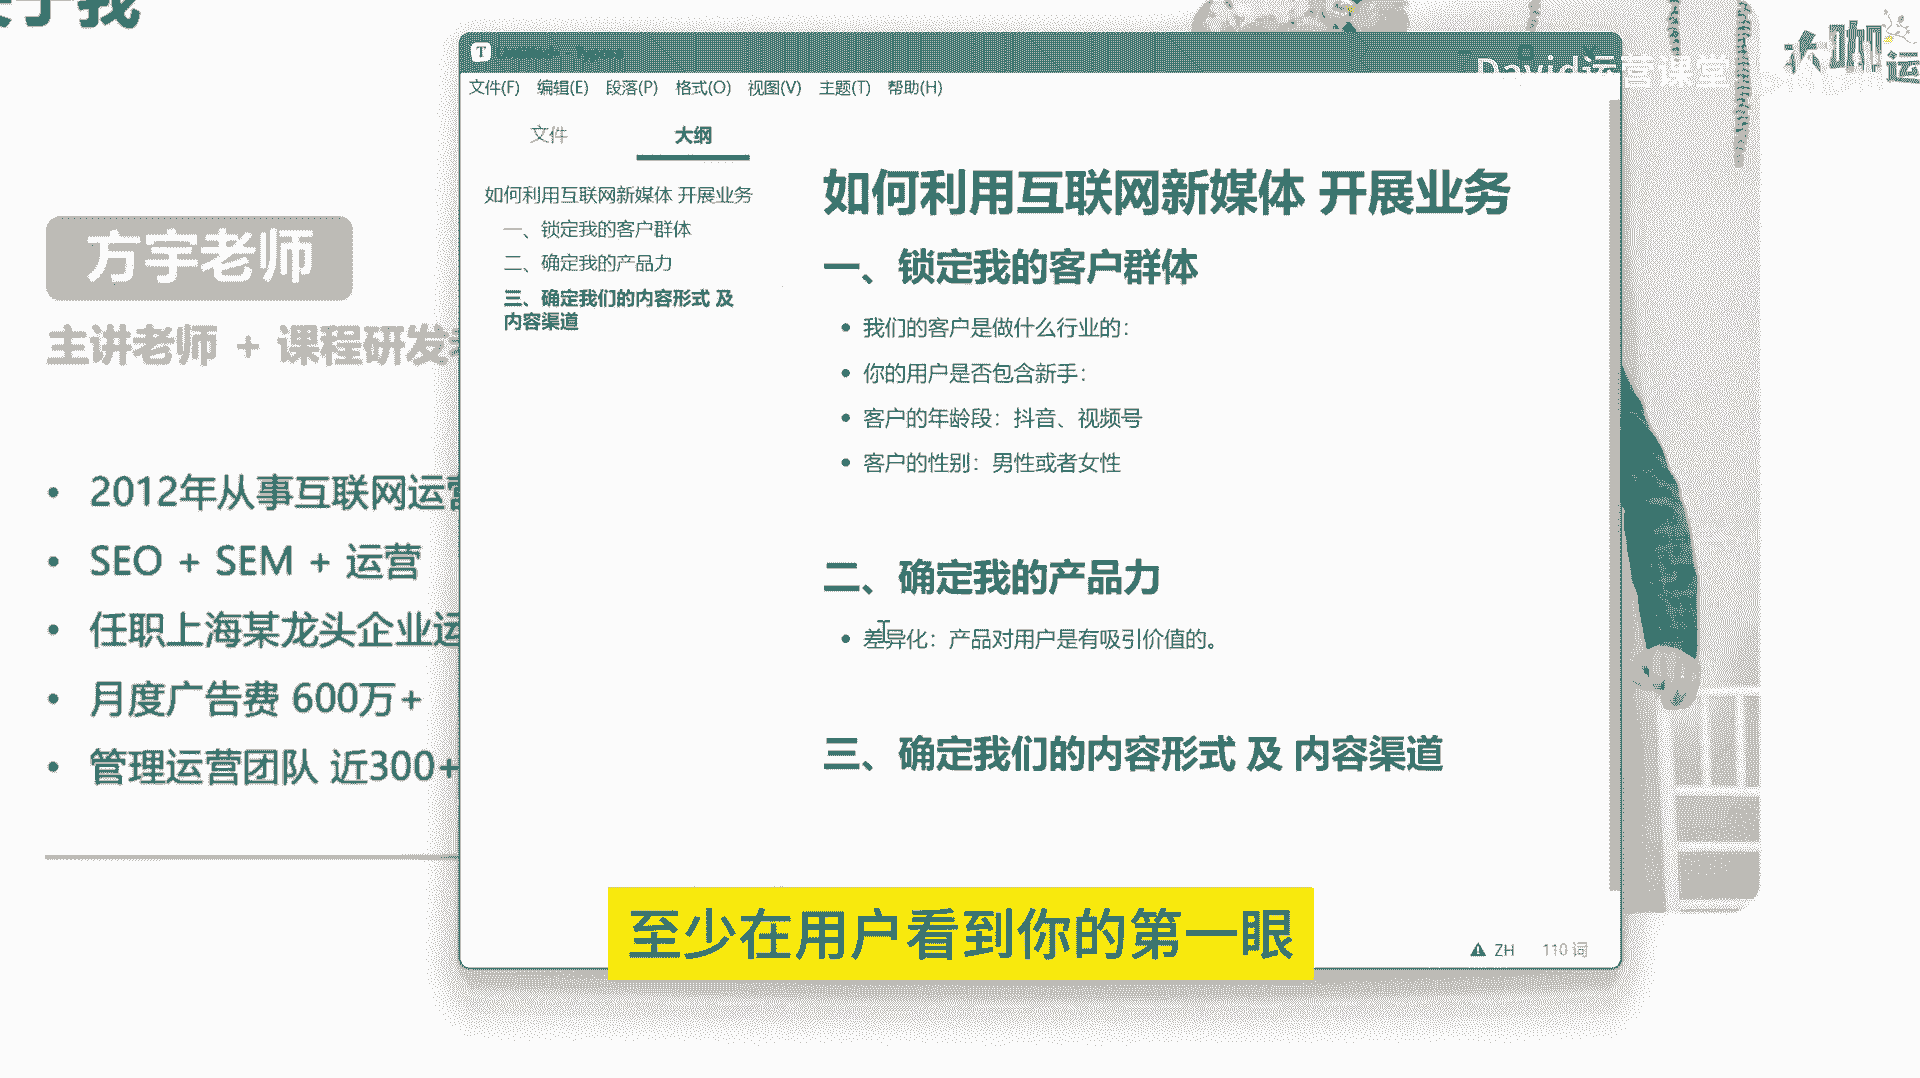 David运营课堂
大咖运
T
文件(F) 编辑(E) 段落(P) 格式(O) 视图(V) 主题(T) 帮助(H)
文件 大纲
如何利用互联网新媒体 开展业务
一、锁定我的客户群体
二、确定我的产品力
三、确定我们的内容形式 及
内容渠道
如何利用互联网新媒体 开展业务
一、锁定我的客户群体
• 我们的客户是做什么行业的：
• 你的用户是否包含新手：
• 客户的年龄段：抖音、视频号
• 客户的性别：男性或者女性
二、确定我的产品力
• 差异化：产品对用户是有吸引价值的。
三、确定我们的内容形式 及 内容渠道
ZH 110 词
方宇老师
主讲老师 + 课程研发
• 2012年从事互联网运营
• SEO + SEM + 运营
• 任职上海某龙头企业运
• 月度广告费 600万+
• 管理运营团队 近300+
至少在用户看到你的第一眼